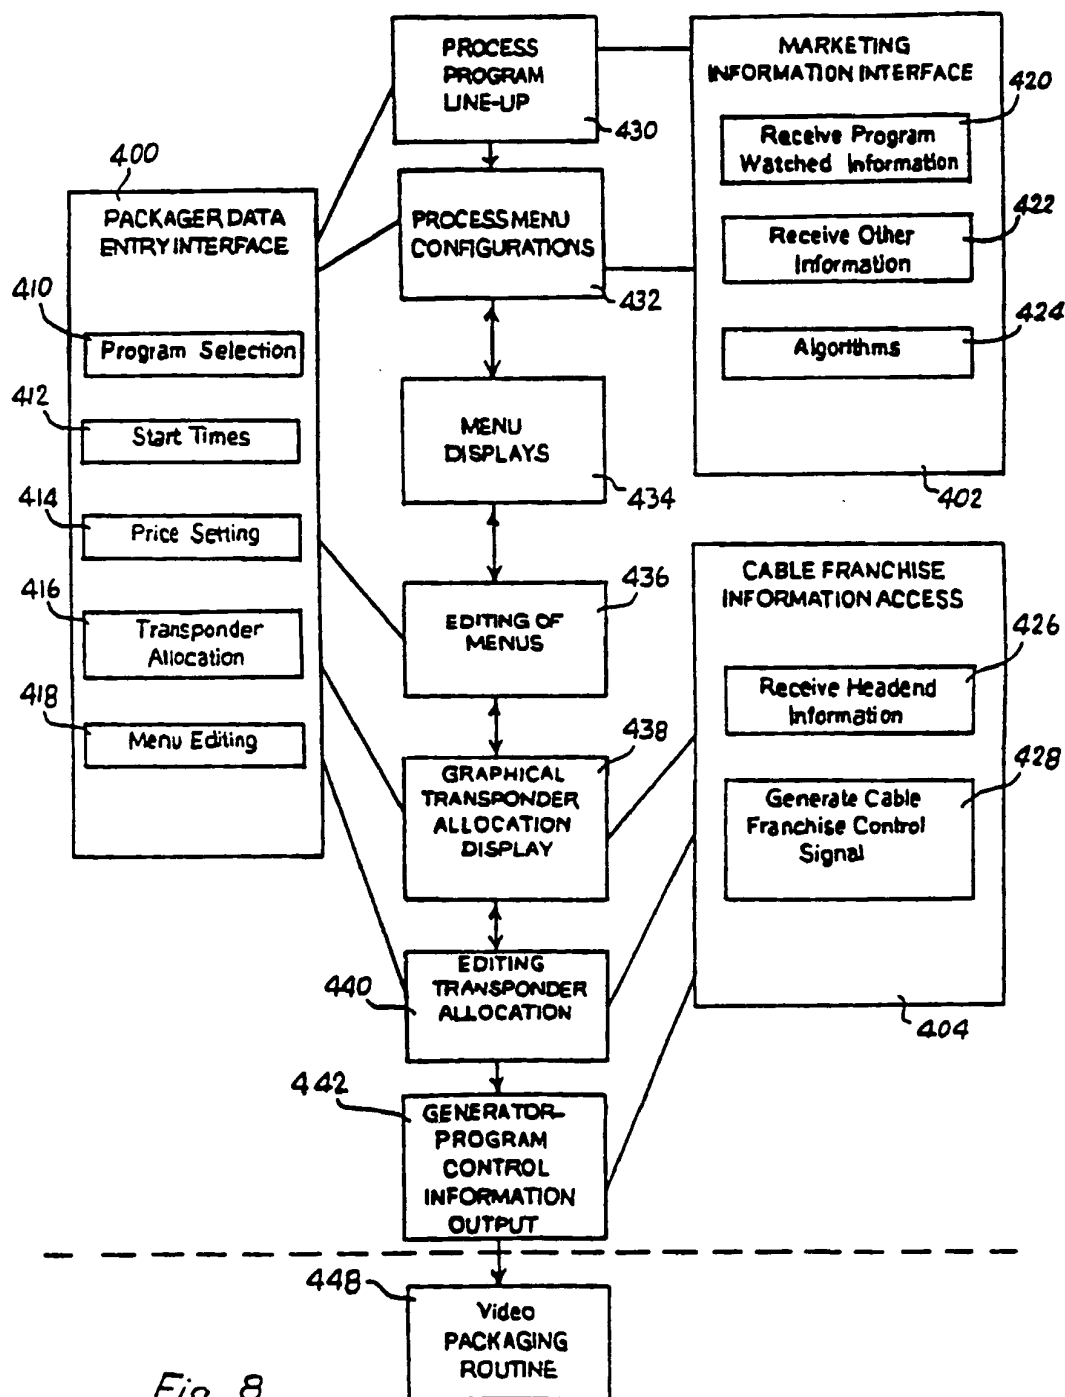 PROCESS
PROGRAM
LINE-UP
430
MARKETING
INFORMATION INTERFACE
420
Receive Program
Watched Information
422
Receive Other
Information
424
Algorithms
402
400
PACKAGER DATA
ENTRY INTERFACE
410
Program Selection
412
Start Times
414
Price Setting
416
Transponder
Allocation
418
Menu Editing
PROCESS MENU
CONFIGURATIONS
432
MENU
DISPLAYS
434
436
EDITING OF
MENUS
438
GRAPHICAL
TRANSPONDER
ALLOCATION
DISPLAY
CABLE FRANCHISE
INFORMATION ACCESS
426
Receive Headend
Information
428
Generate Cable
Franchise Control
Signal
404
440
EDITING
TRANSPONDER
ALLOCATION
442
GENERATOR-
PROGRAM
CONTROL
INFORMATION
OUTPUT
448
Video
PACKAGING
ROUTINE
Fig. 8